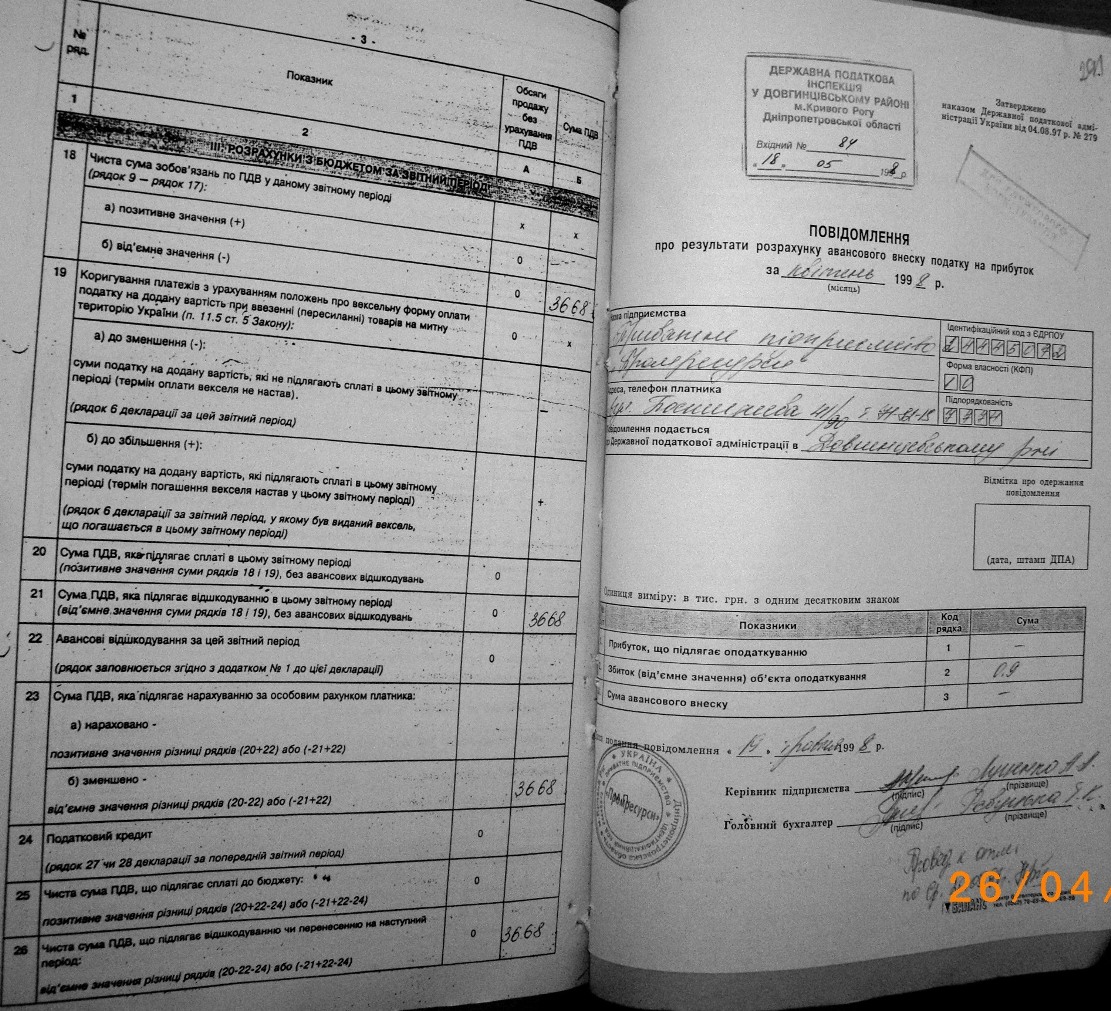 - 3 -
№
ряд.
Показник
Обсяги
продажу
без
урахування
ПДВ
Сума ПДВ
1
2
А
Б
III. РОЗРАХУНКИ З БЮДЖЕТОМ ЗА ЗВІТНИЙ ПЕРІОД
18
Чиста сума зобов'язань по ПДВ у даному звітному періоді
(рядок 9 — рядок 17):
х
х
а) позитивне значення (+)
0
—
б) від'ємне значення (-)
0
3668
19
Коригування платежів з урахуванням положень про вексельну форму оплати
податку на додану вартість при ввезенні (пересиланні) товарів на митну
територію України (п. 11.5 ст. 5 Закону):
0
х
а) до зменшення (-):
суми податку на додану вартість, які не підлягають сплаті в цьому звітному
періоді (термін оплати векселя не настав).
—
(рядок 6 декларації за цей звітний період)
б) до збільшення (+):
суми податку на додану вартість, які підлягають сплаті в цьому звітному
періоді (термін погашення векселя настав у цьому звітному періоді)
+
(рядок 6 декларації за звітний період, у якому був виданий вексель,
що погашається в цьому звітному періоді)
20
Сума ПДВ, яка підлягає сплаті в цьому звітному періоді
(позитивне значення суми рядків 18 і 19), без авансових відшкодувань
0
21
Сума ПДВ, яка підлягає відшкодуванню в цьому звітному періоді
(від'ємне значення суми рядків 18 і 19), без авансових відшкодувань
0
3668
22
Авансові відшкодування за цей звітний період
0
(рядок заповнюється згідно з додатком № 1 до цієї декларації)
23
Сума ПДВ, яка підлягає нарахуванню за особовим рахунком платника:
а) нараховано -
позитивне значення різниці рядків (20+22) або (-21+22)
б) зменшено -
3668
від'ємне значення різниці рядків (20-22) або (-21+22)
24
Податковий кредит
0
(рядок 27 чи 28 декларації за попередній звітний період)
25
Чиста сума ПДВ, що підлягає сплаті до бюджету:
0
позитивне значення різниці рядків (20+22-24) або (-21+22-24)
26
Чиста сума ПДВ, що підлягає відшкодуванню чи перенесенню на наступний
період:
0
3668
від'ємне значення різниці рядків (20-22-24) або (-21+22-24)
ДЕРЖАВНА ПОДАТКОВА
ІНСПЕКЦІЯ
У ДОВГИНЦІВСЬКОМУ РАЙОНІ
м.Кривого Рогу
Дніпропетровської області
Вхідний № 84
"18" 05 1998 р
Затверджено
наказом Державної податкової адмі-
ністрації України від 04.08.97 р. № 279
ПОВІДОМЛЕННЯ
про результати розрахунку авансового внеску податку на прибуток
за квітень 1998 р.
(місяць)
підприємства
Приватне підприємство
Ідентифікаційний код з ЄДРПОУ
Форма власності (КФП)
10
Адреса, телефон платника
Підпорядкованість
Повідомлення подається
до Державної податкової адміністрації в
Відмітка про одержання
повідомлення
(дата, штамп ДПА)
Одиниця виміру: в тис. грн. з одним десятковим знаком
Показники
Код
рядка
Сума
Прибуток, що підлягає оподаткуванню
1
—
Збиток (від'ємне значення) об'єкта оподаткування
2
0.9
Сума авансового внеску
3
—
подання повідомлення "19" травня 1998 р.
УКРАЇНА
«ПромРесурси»
Керівник підприємства
(підпис)
(прізвище)
Головний бухгалтер
(підпис)
(прізвище)
26/04/